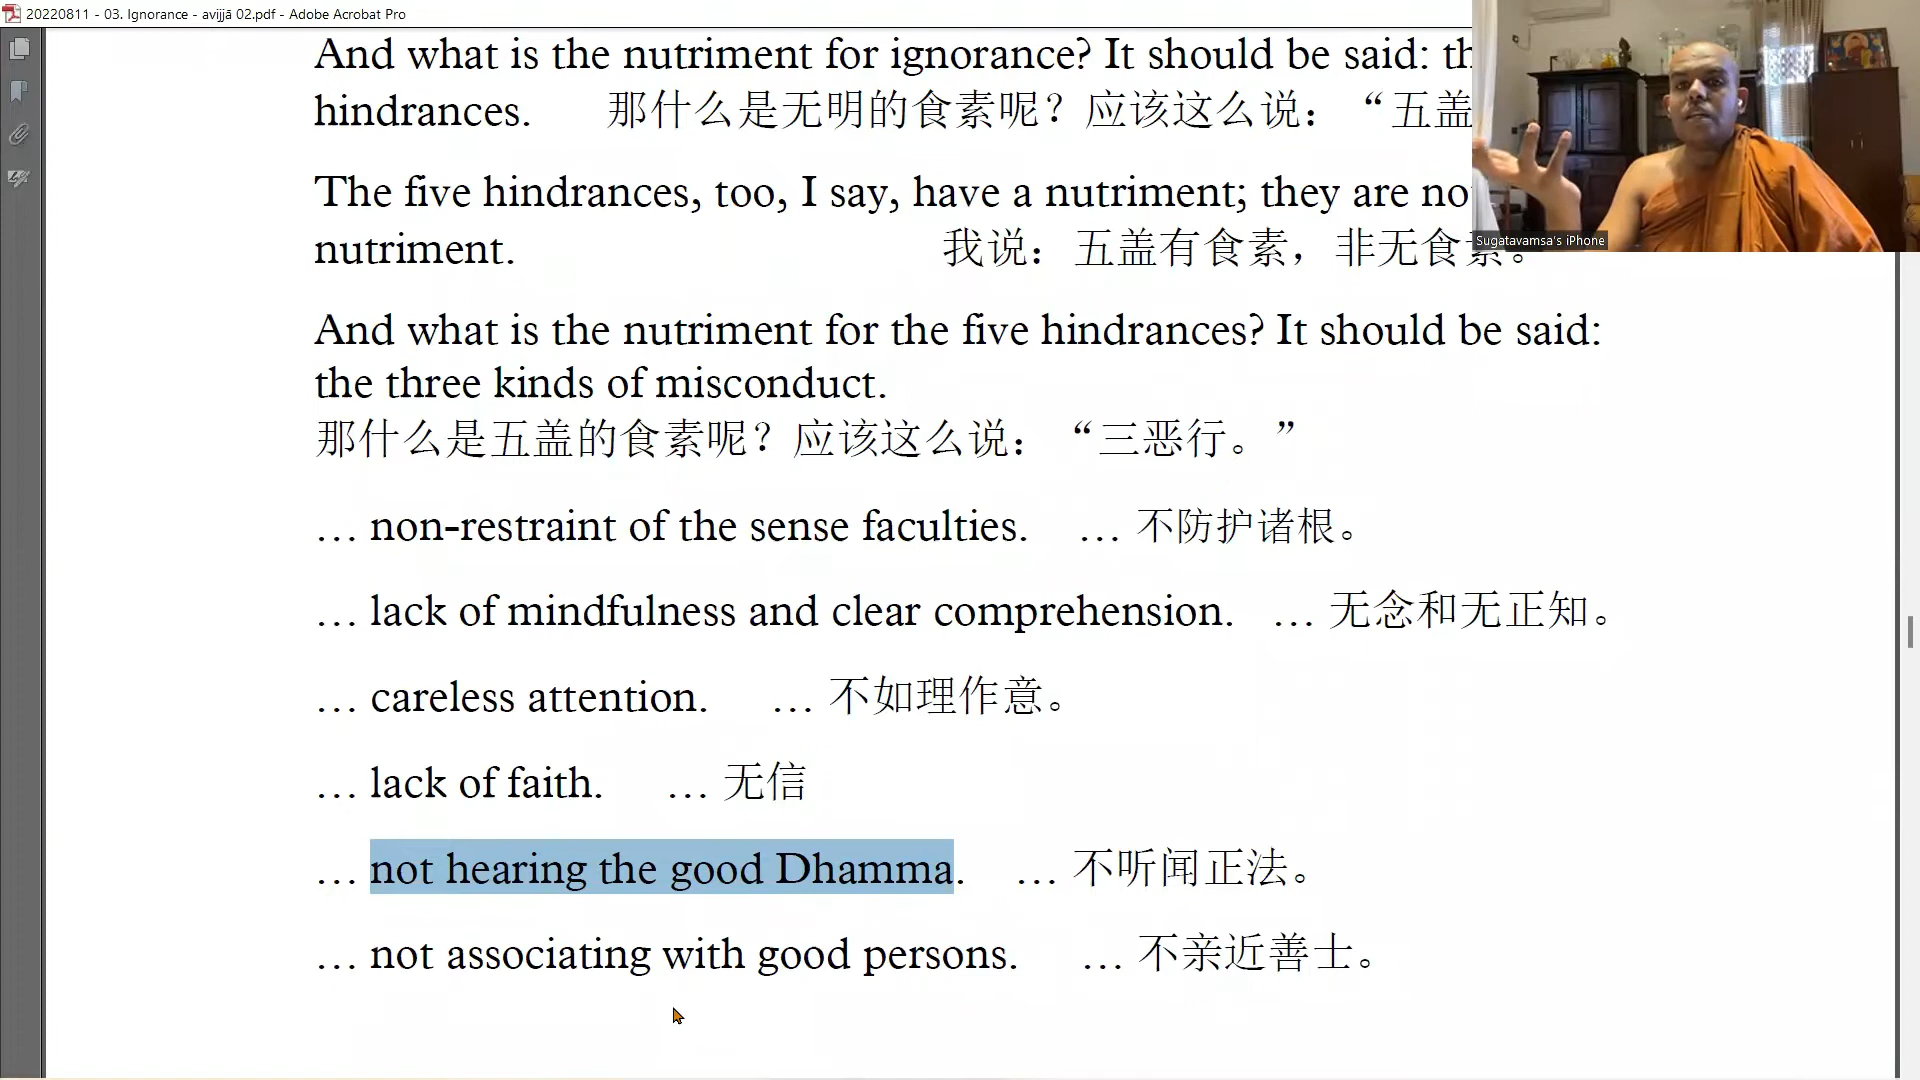 20220811 - 03. Ignorance - avijjā 02.pdf - Adobe Acrobat Pro
And what is the nutriment for ignorance? It should be said:
hindrances. 那什么是无明的食素呢？应该这么说：“五盖
The five hindrances, too, I say, have a nutriment; they are
nutriment. 我说：五盖有食素，非无食素。
Sugatavamsa's iPhone
And what is the nutriment for the five hindrances? It should be said:
the three kinds of misconduct.
那什么是五盖的食素呢？应该这么说：“三恶行。”
… non-restraint of the sense faculties. … 不防护诸根。
… lack of mindfulness and clear comprehension. … 无念和无正知。
… careless attention. … 不如理作意。
… lack of faith. … 无信
… not hearing the good Dhamma. … 不听闻正法。
… not associating with good persons. … 不亲近善士。